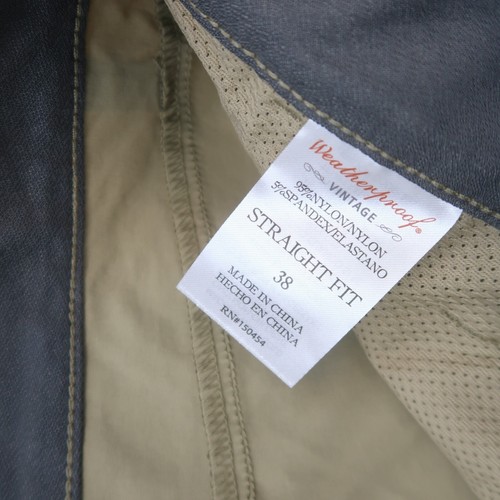 Weatherproof®
VINTAGE
95%NYLON/NYLON
5%SPANDEX/ELASTANO
STRAIGHT FIT
38
MADE IN CHINA
HECHO EN CHINA
RN#150454